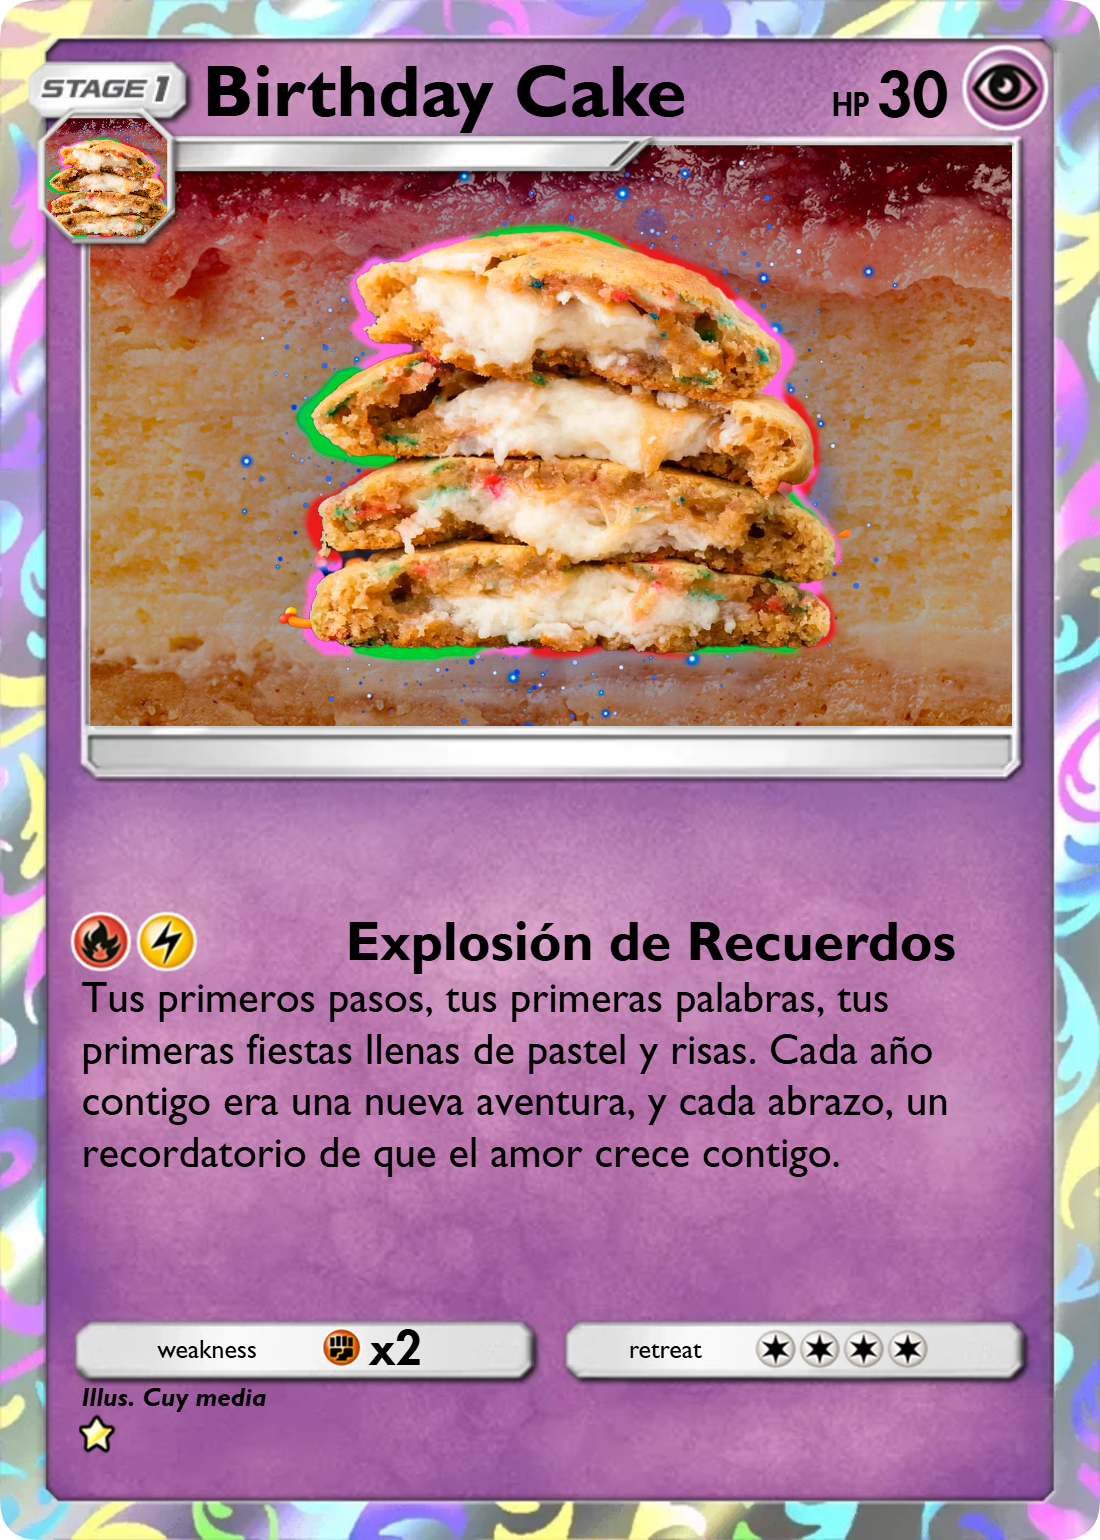 STAGE 1
Birthday Cake
HP 30
Explosión de Recuerdos
Tus primeros pasos, tus primeras palabras, tus
primeras fiestas llenas de pastel y risas. Cada año
contigo era una nueva aventura, y cada abrazo, un
recordatorio de que el amor crece contigo.
weakness x2
retreat
Illus. Cuy media